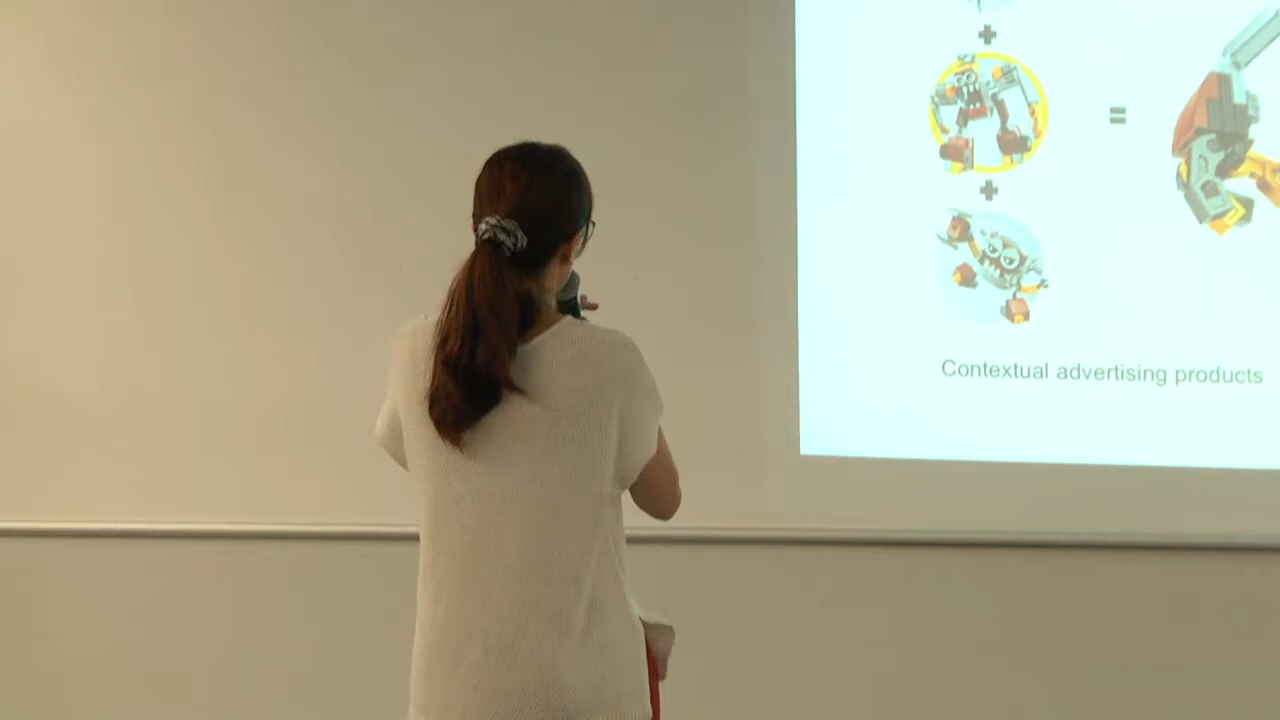 +
+
=
Contextual advertising products